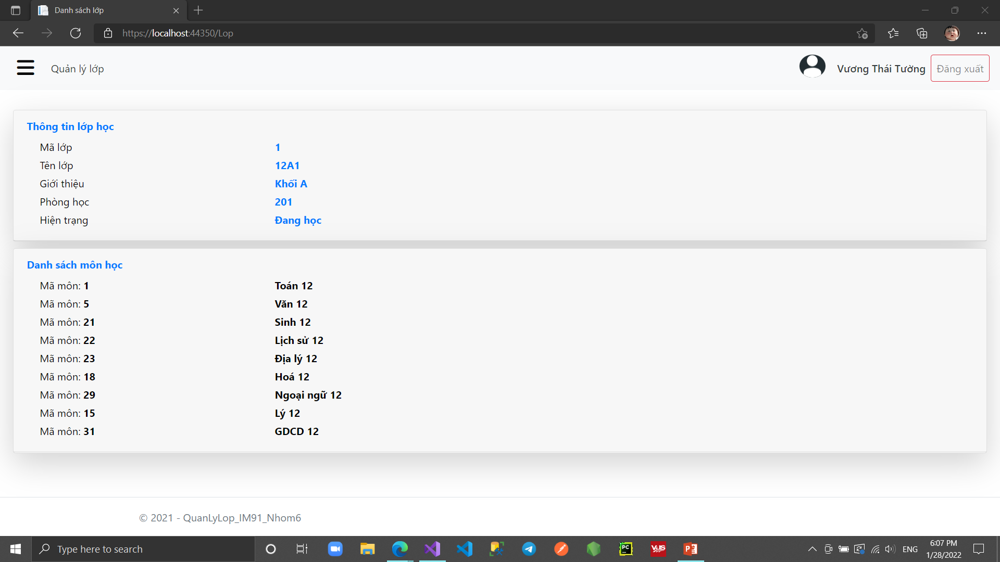 Danh sách lớp
https://localhost:44350/Lop
Quản lý lớp
Vương Thái Tường
Đăng xuất
Thông tin lớp học
Mã lớp 1
Tên lớp 12A1
Giới thiệu Khối A
Phòng học 201
Hiện trạng Đang học
Danh sách môn học
Mã môn: 1 Toán 12
Mã môn: 5 Văn 12
Mã môn: 21 Sinh 12
Mã môn: 22 Lịch sử 12
Mã môn: 23 Địa lý 12
Mã môn: 18 Hoá 12
Mã môn: 29 Ngoại ngữ 12
Mã môn: 15 Lý 12
Mã môn: 31 GDCD 12
© 2021 - QuanLyLop_IM91_Nhom6
Type here to search
PC
VUS
ENG
6:07 PM
1/28/2022